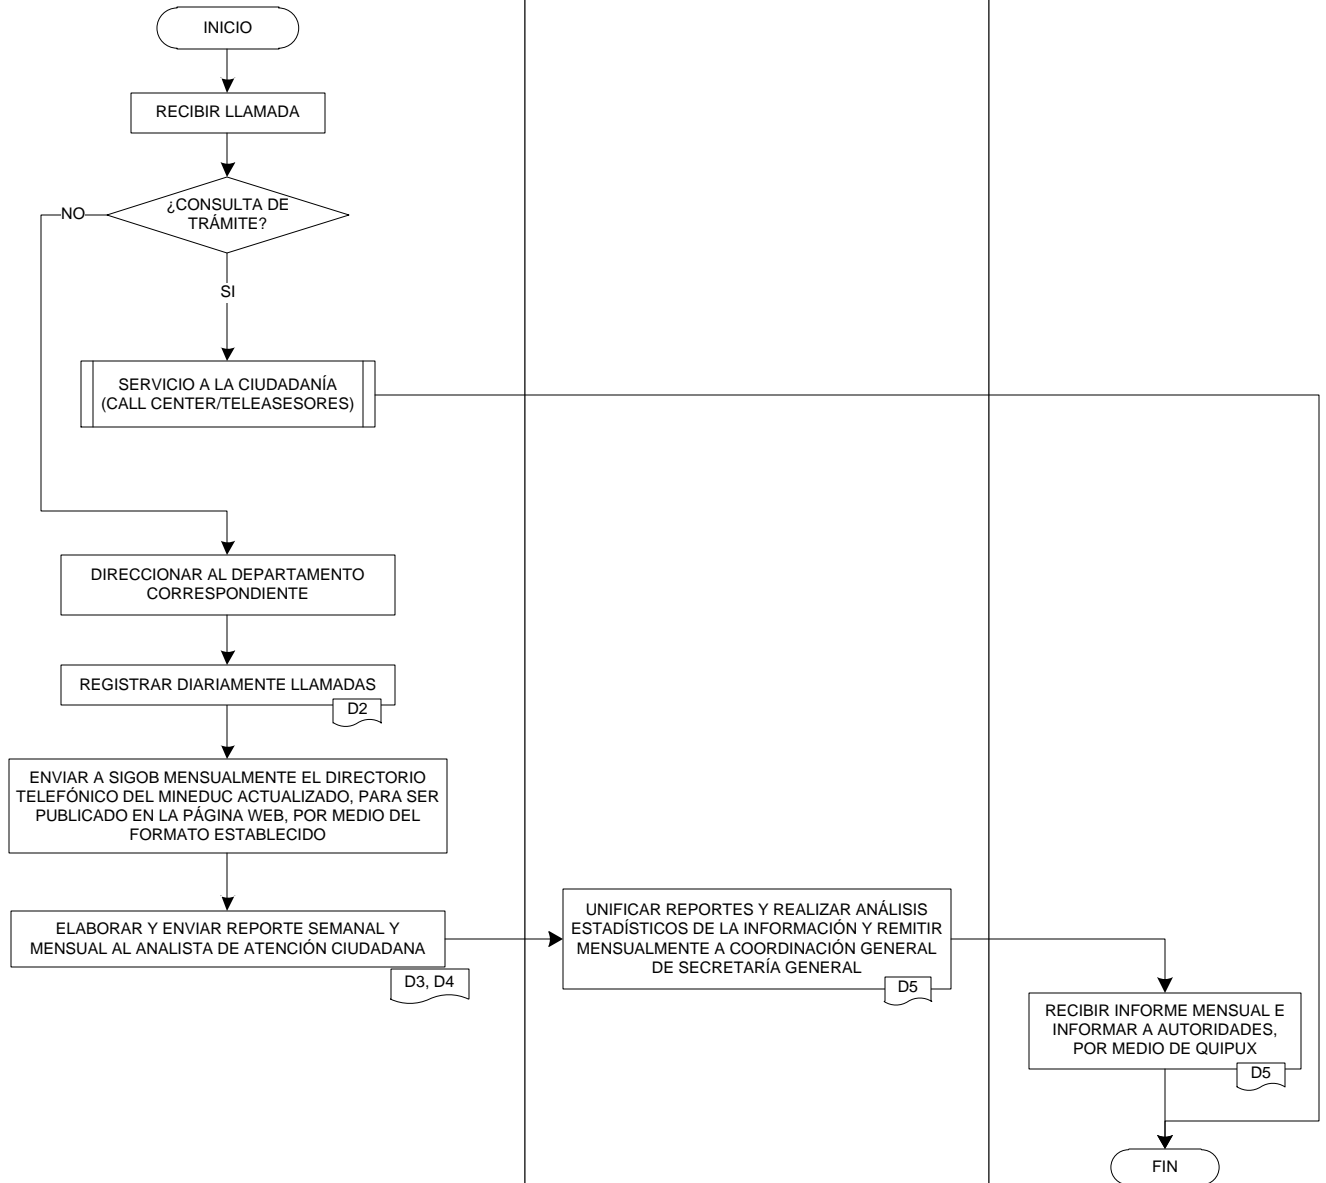 INICIO
RECIBIR LLAMADA
¿CONSULTA DE
TRÁMITE?
NO
SI
SERVICIO A LA CIUDADANÍA
(CALL CENTER/TELEASESORES)
DIRECCIONAR AL DEPARTAMENTO
CORRESPONDIENTE
REGISTRAR DIARIAMENTE LLAMADAS
D2
ENVIAR A SIGOB MENSUALMENTE EL DIRECTORIO
TELEFÓNICO DEL MINEDUC ACTUALIZADO, PARA SER
PUBLICADO EN LA PÁGINA WEB, POR MEDIO DEL
FORMATO ESTABLECIDO
ELABORAR Y ENVIAR REPORTE SEMANAL Y
MENSUAL AL ANALISTA DE ATENCIÓN CIUDADANA
D3, D4
UNIFICAR REPORTES Y REALIZAR ANÁLISIS
ESTADÍSTICOS DE LA INFORMACIÓN Y REMITIR
MENSUALMENTE A COORDINACIÓN GENERAL
DE SECRETARÍA GENERAL
D5
RECIBIR INFORME MENSUAL E
INFORMAR A AUTORIDADES,
POR MEDIO DE QUIPUX
D5
FIN